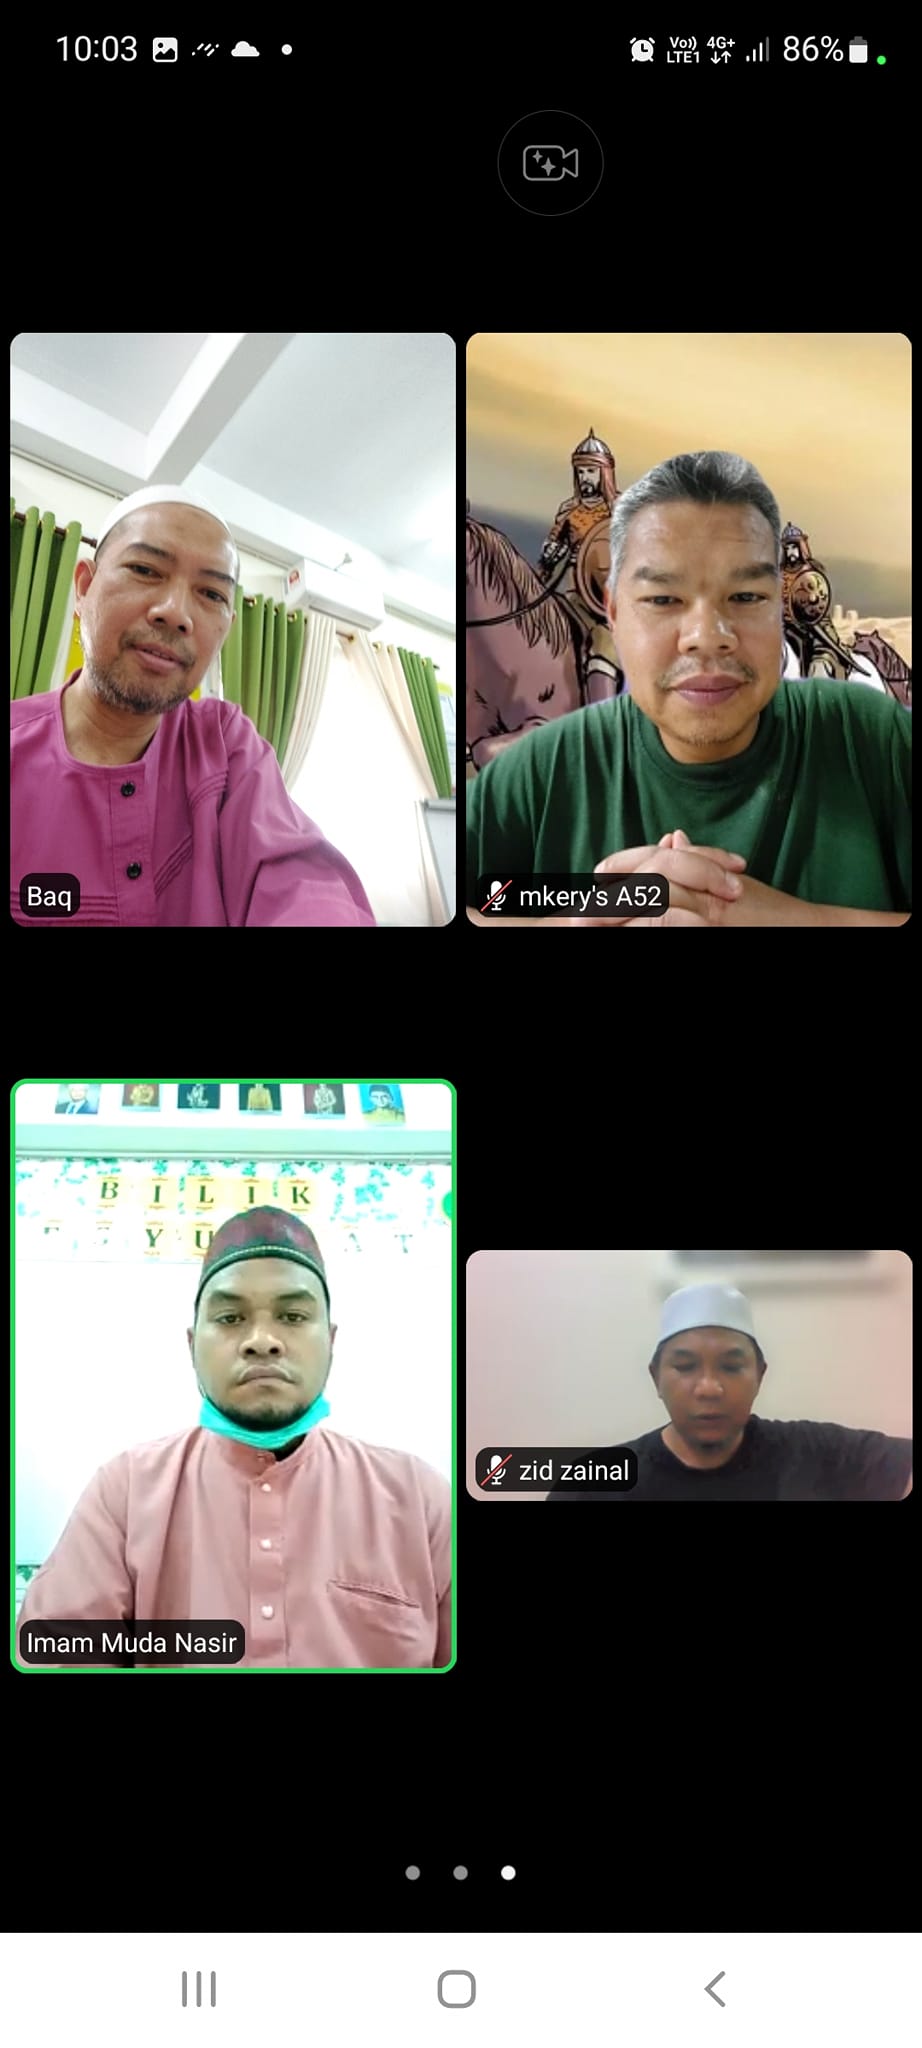 10:03
Vo)) LTE1 4G+ 86%
Baq
mkery's A52
B I L I K
Y U A T
Imam Muda Nasir
zid zainal